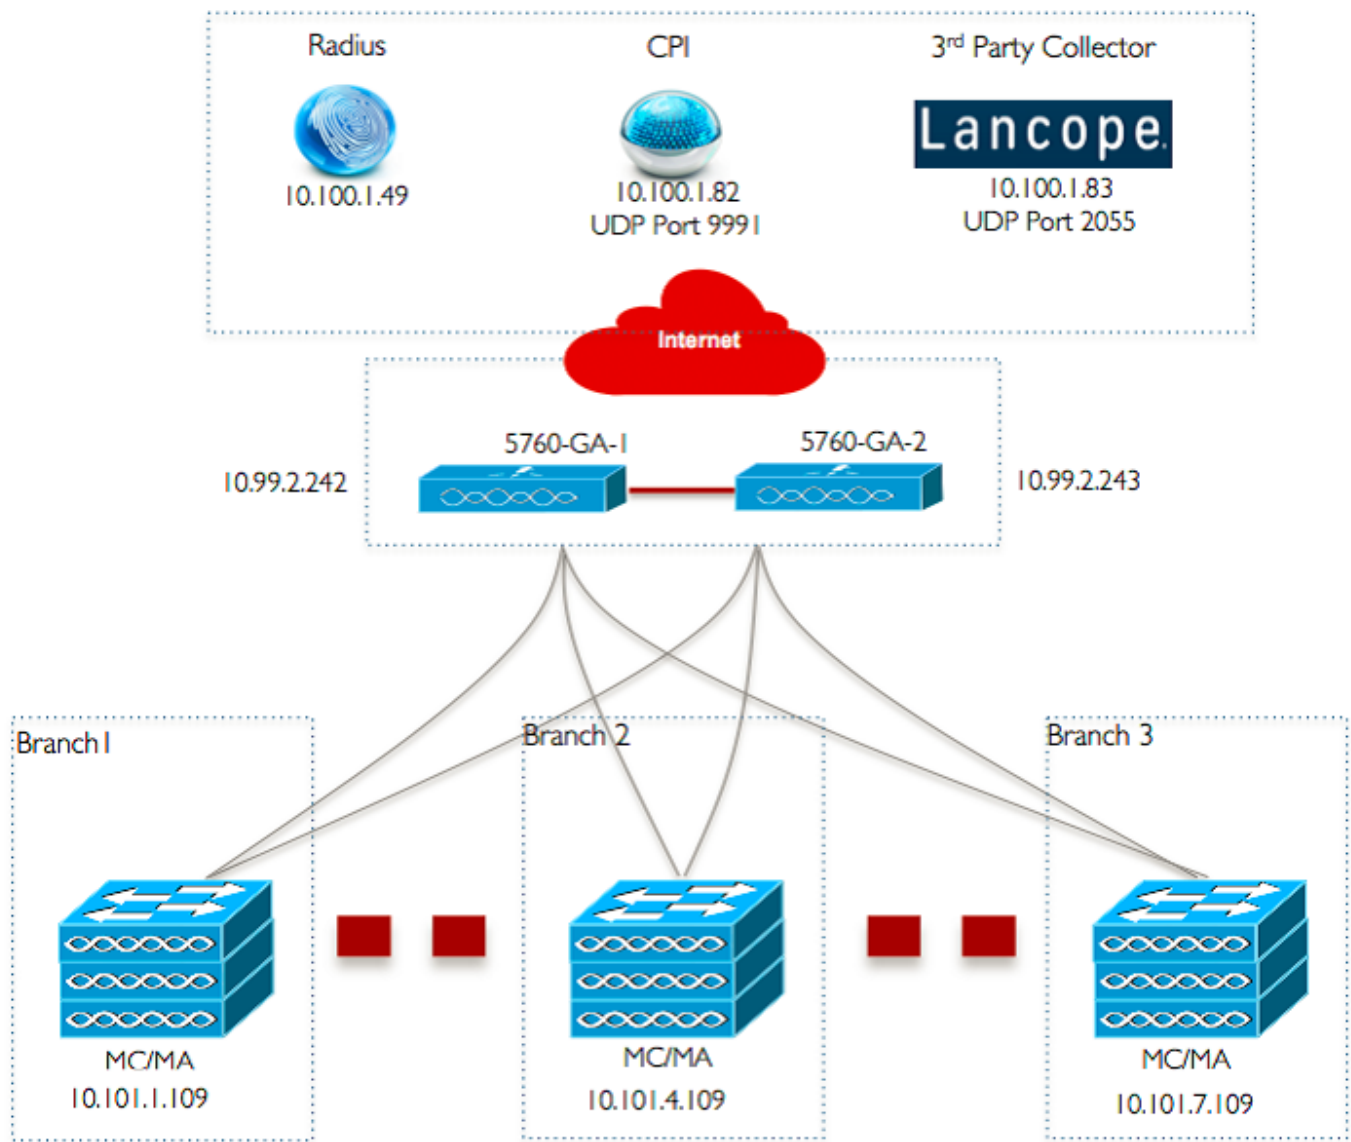 Radius
CPI
3rd Party Collector
Lancope.
10.100.1.49
10.100.1.82
UDP Port 9991
10.100.1.83
UDP Port 2055
Internet
5760-GA-1
5760-GA-2
10.99.2.242
10.99.2.243
Branch1
Branch 2
Branch 3
MC/MA
10.101.1.109
MC/MA
10.101.4.109
MC/MA
10.101.7.109